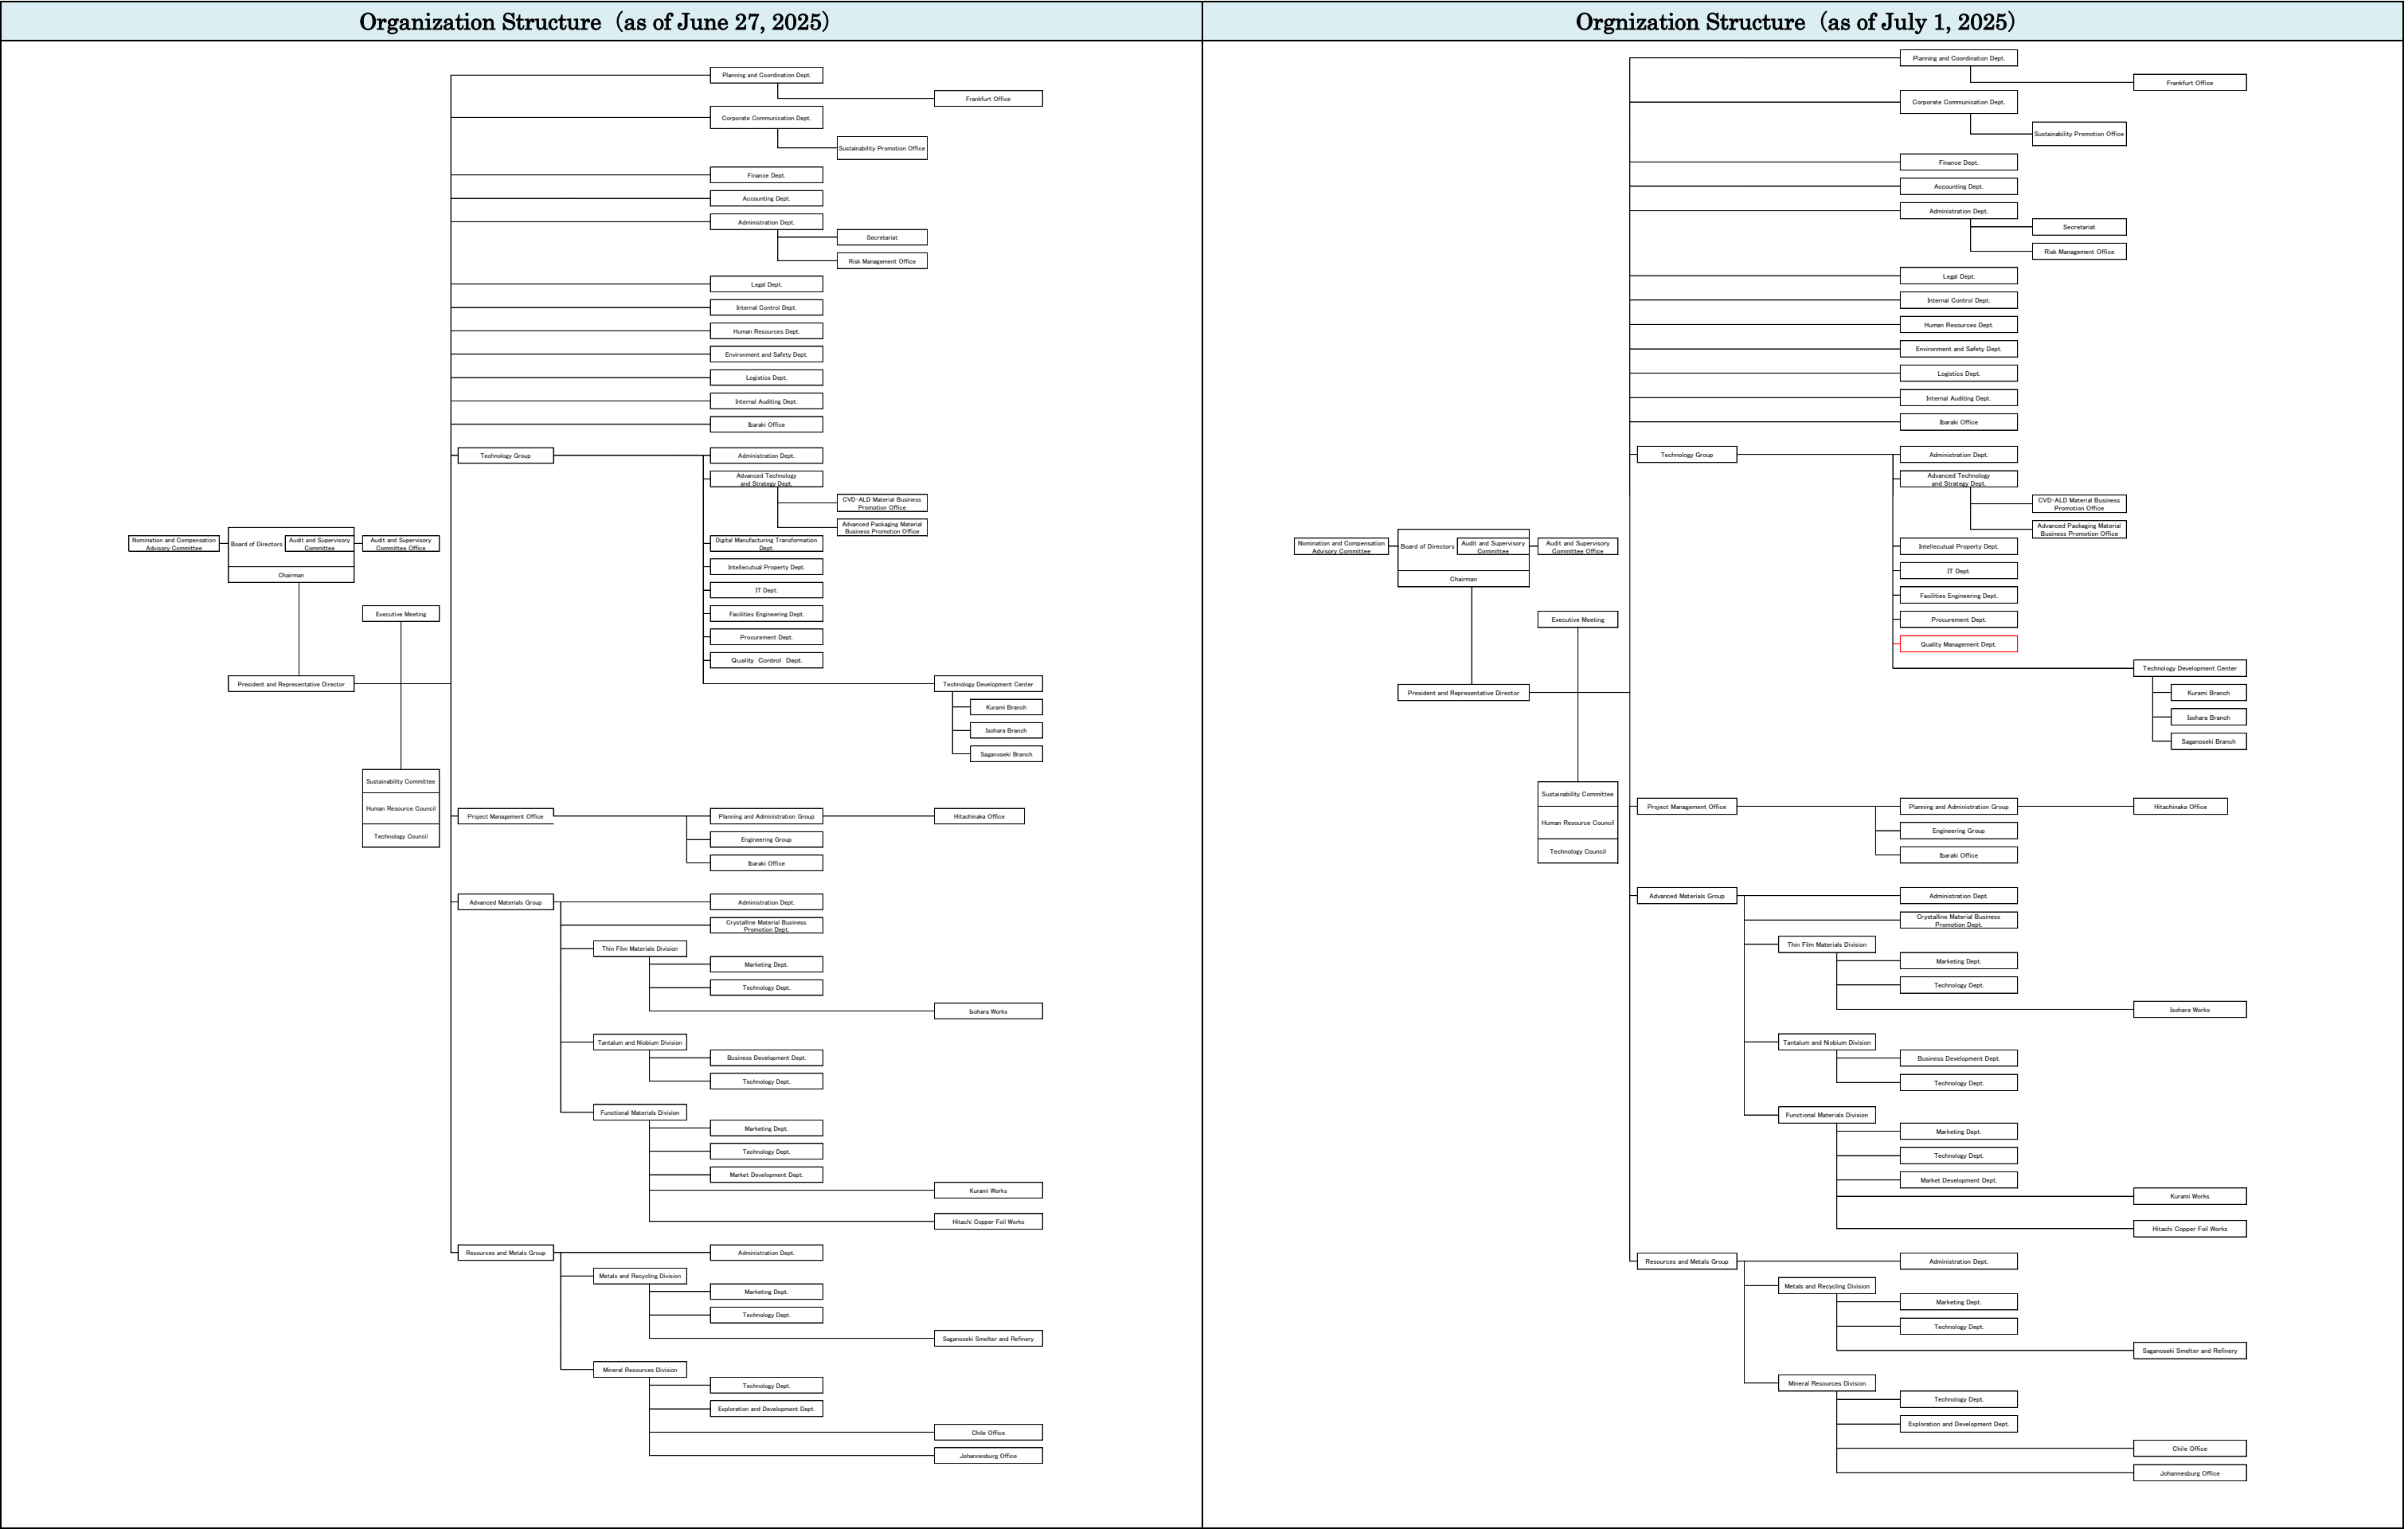 Organization Structure (as of June 27, 2025)
Planning and Coordination Dept.
Frankfurt Office
Corporate Communication Dept.
Sustainability Promotion Office
Finance Dept.
Accounting Dept.
Administration Dept.
Secretariat
Risk Management Office
Legal Dept.
Internal Control Dept.
Human Resources Dept.
Environment and Safety Dept.
Logistics Dept.
Internal Auditing Dept.
Ibaraki Office
Technology Group
Administration Dept.
Advanced Technology
and Strategy Dept.
CVD・ALD Material Business
Promotion Office
Advanced Packaging Material
Business Promotion Office
Nomination and Compensation
Advisory Committee
Board of Directors
Audit and Supervisory
Committee
Audit and Supervisory
Committee Office
Chairman
Digital Manufacturing Transformation
Dept.
Intellecutual Property Dept.
IT Dept.
Executive Meeting
Facilities Engineering Dept.
Procurement Dept.
Quality Control Dept.
President and Representative Director
Technology Development Center
Kurami Branch
Isohara Branch
Saganoseki Branch
Sustainability Committee
Human Resource Council
Technology Council
Project Management Office
Planning and Administration Group
Hitachinaka Office
Engineering Group
Ibaraki Office
Advanced Materials Group
Administration Dept.
Crystalline Material Business
Promotion Dept.
Thin Film Materials Division
Marketing Dept.
Technology Dept.
Isohara Works
Tantalum and Niobium Division
Business Development Dept.
Technology Dept.
Functional Materials Division
Marketing Dept.
Technology Dept.
Market Development Dept.
Kurami Works
Hitachi Copper Foil Works
Resources and Metals Group
Administration Dept.
Metals and Recycling Division
Marketing Dept.
Technology Dept.
Saganoseki Smelter and Refinery
Mineral Resources Division
Technology Dept.
Exploration and Development Dept.
Chile Office
Johannesburg Office
Orgnization Structure (as of July 1, 2025)
Planning and Coordination Dept.
Frankfurt Office
Corporate Communication Dept.
Sustainability Promotion Office
Finance Dept.
Accounting Dept.
Administration Dept.
Secretariat
Risk Management Office
Legal Dept.
Internal Control Dept.
Human Resources Dept.
Environment and Safety Dept.
Logistics Dept.
Internal Auditing Dept.
Ibaraki Office
Technology Group
Administration Dept.
Advanced Technology
and Strategy Dept.
CVD・ALD Material Business
Promotion Office
Advanced Packaging Material
Business Promotion Office
Nomination and Compensation
Advisory Committee
Board of Directors
Audit and Supervisory
Committee
Audit and Supervisory
Committee Office
Chairman
Intellecutual Property Dept.
IT Dept.
Facilities Engineering Dept.
Executive Meeting
Procurement Dept.
Quality Management Dept.
Technology Development Center
President and Representative Director
Kurami Branch
Isohara Branch
Saganoseki Branch
Sustainability Committee
Human Resource Council
Technology Council
Project Management Office
Planning and Administration Group
Hitachinaka Office
Engineering Group
Ibaraki Office
Advanced Materials Group
Administration Dept.
Crystalline Material Business
Promotion Dept.
Thin Film Materials Division
Marketing Dept.
Technology Dept.
Isohara Works
Tantalum and Niobium Division
Business Development Dept.
Technology Dept.
Functional Materials Division
Marketing Dept.
Technology Dept.
Market Development Dept.
Kurami Works
Hitachi Copper Foil Works
Resources and Metals Group
Administration Dept.
Metals and Recycling Division
Marketing Dept.
Technology Dept.
Saganoseki Smelter and Refinery
Mineral Resources Division
Technology Dept.
Exploration and Development Dept.
Chile Office
Johannesburg Office